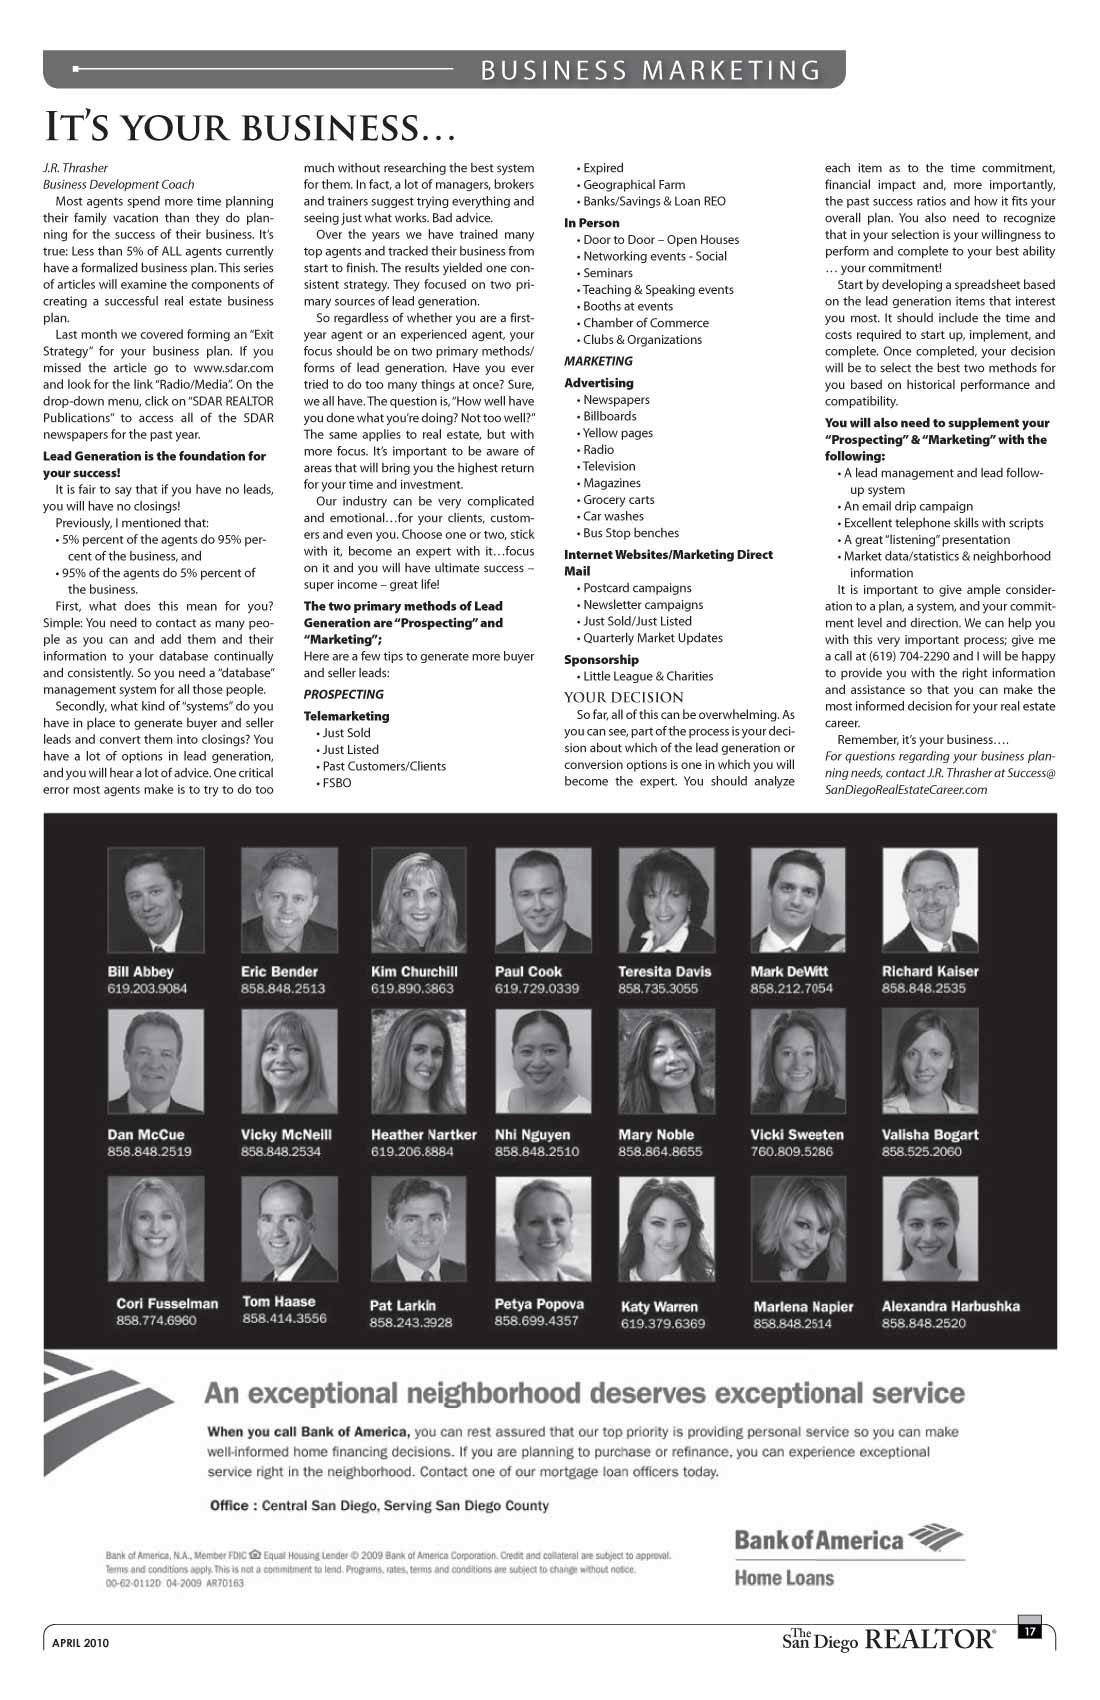 BUSINESS MARKETING
IT'S YOUR BUSINESS…
J.R. Thrasher
Business Development Coach
Most agents spend more time planning
their family vacation than they do plan-
ning for the success of their business. It's
true: Less than 5% of ALL agents currently
have a formalized business plan. This series
of articles will examine the components of
creating a successful real estate business
plan.
Last month we covered forming an "Exit
Strategy" for your business plan. If you
missed the article go to www.sdar.com
and look for the link "Radio/Media". On the
drop-down menu, click on "SDAR REALTOR
Publications" to access all of the SDAR
newspapers for the past year.
Lead Generation is the foundation for
your success!
It is fair to say that if you have no leads,
you will have no closings!
Previously, I mentioned that:
• 5% percent of the agents do 95% per-
cent of the business, and
• 95% of the agents do 5% percent of
the business.
First, what does this mean for you?
Simple: You need to contact as many peo-
ple as you can and add them and their
information to your database continually
and consistently. So you need a "database"
management system for all those people.
Secondly, what kind of "systems" do you
have in place to generate buyer and seller
leads and convert them into closings? You
have a lot of options in lead generation,
and you will hear a lot of advice. One critical
error most agents make is to try to do too
much without researching the best system
for them. In fact, a lot of managers, brokers
and trainers suggest trying everything and
seeing just what works. Bad advice.
Over the years we have trained many
top agents and tracked their business from
start to finish. The results yielded one con-
sistent strategy. They focused on two pri-
mary sources of lead generation.
So regardless of whether you are a first-
year agent or an experienced agent, your
focus should be on two primary methods/
forms of lead generation. Have you ever
tried to do too many things at once? Sure,
we all have. The question is, "How well have
you done what you're doing? Not too well?"
The same applies to real estate, but with
more focus. It's important to be aware of
areas that will bring you the highest return
for your time and investment.
Our industry can be very complicated
and emotional…for your clients, custom-
ers and even you. Choose one or two, stick
with it, become an expert with it…focus
on it and you will have ultimate success –
super income – great life!
The two primary methods of Lead
Generation are "Prospecting" and
"Marketing";
Here are a few tips to generate more buyer
and seller leads:
PROSPECTING
Telemarketing
• Just Sold
• Just Listed
• Past Customers/Clients
• FSBO
• Expired
• Geographical Farm
• Banks/Savings & Loan REO
In Person
• Door to Door – Open Houses
• Networking events - Social
• Seminars
• Teaching & Speaking events
• Booths at events
• Chamber of Commerce
• Clubs & Organizations
MARKETING
Advertising
• Newspapers
• Billboards
• Yellow pages
• Radio
• Television
• Magazines
• Grocery carts
• Car washes
• Bus Stop benches
Internet Websites/Marketing Direct
Mail
• Postcard campaigns
• Newsletter campaigns
• Just Sold/Just Listed
• Quarterly Market Updates
Sponsorship
• Little League & Charities
YOUR DECISION
So far, all of this can be overwhelming. As
you can see, part of the process is your deci-
sion about which of the lead generation or
conversion options is one in which you will
become the expert. You should analyze
each item as to the time commitment,
financial impact and, more importantly,
the past success ratios and how it fits your
overall plan. You also need to recognize
that in your selection is your willingness to
perform and complete to your best ability
… your commitment!
Start by developing a spreadsheet based
on the lead generation items that interest
you most. It should include the time and
costs required to start up, implement, and
complete. Once completed, your decision
will be to select the best two methods for
you based on historical performance and
compatibility.
You will also need to supplement your
"Prospecting" & "Marketing" with the
following:
• A lead management and lead follow-
up system
• An email drip campaign
• Excellent telephone skills with scripts
• A great "listening" presentation
• Market data/statistics & neighborhood
information
It is important to give ample consider-
ation to a plan, a system, and your commit-
ment level and direction. We can help you
with this very important process; give me
a call at (619) 704-2290 and I will be happy
to provide you with the right information
and assistance so that you can make the
most informed decision for your real estate
career.
Remember, it's your business….
For questions regarding your business plan-
ning needs, contact J.R. Thrasher at Success@
SanDiegoRealEstateCareer.com
Bill Abbey
619.203.9084
Eric Bender
858.848.2513
Kim Churchill
619.890.3863
Paul Cook
619.729.0339
Teresita Davis
858.735.3055
Mark DeWitt
858.212.7054
Richard Kaiser
858.848.2535
Dan McCue
858.848.2519
Vicky McNeill
858.848.2534
Heather Nartker
619.206.8884
Nhi Nguyen
858.848.2510
Mary Noble
858.864.8655
Vicki Sweeten
760.809.5286
Valisha Bogart
858.525.2060
Cori Fusselman
858.774.6960
Tom Haase
858.414.3556
Pat Larkin
858.243.3928
Petya Popova
858.699.4357
Katy Warren
619.379.6369
Marlena Napier
858.848.2514
Alexandra Harbushka
858.848.2520
An exceptional neighborhood deserves exceptional service
When you call Bank of America, you can rest assured that our top priority is providing personal service so you can make
well-informed home financing decisions. If you are planning to purchase or refinance, you can experience exceptional
service right in the neighborhood. Contact one of our mortgage loan officers today.
Office : Central San Diego, Serving San Diego County
Bank of America, N.A., Member FDIC Equal Housing Lender © 2009 Bank of America Corporation. Credit and collateral are subject to approval.
Terms and conditions apply. This is not a commitment to lend. Programs, rates, terms and conditions are subject to change without notice.
00-62-0112D 04-2009 AR70163
Bank of America
Home Loans
APRIL 2010
The San Diego REALTOR®
17